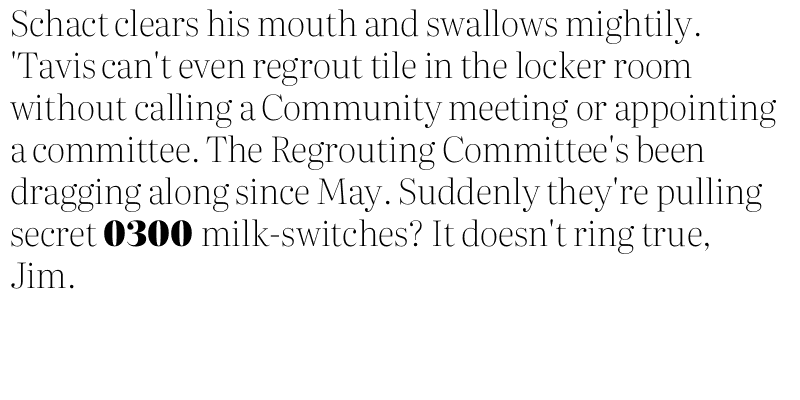 Schact clears his mouth and swallows mightily.
'Tavis can't even regrout tile in the locker room
without calling a Community meeting or appointing
a committee. The Regrouting Committee's been
dragging along since May. Suddenly they're pulling
secret 0300 milk-switches? It doesn't ring true,
Jim.